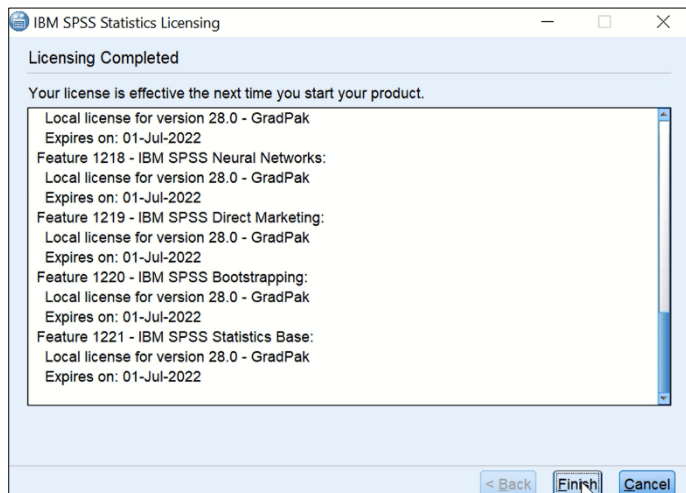 IBM SPSS Statistics Licensing
Licensing Completed
Your license is effective the next time you start your product.
Local license for version 28.0 - GradPak
Expires on: 01-Jul-2022
Feature 1218 - IBM SPSS Neural Networks:
Local license for version 28.0 - GradPak
Expires on: 01-Jul-2022
Feature 1219 - IBM SPSS Direct Marketing:
Local license for version 28.0 - GradPak
Expires on: 01-Jul-2022
Feature 1220 - IBM SPSS Bootstrapping:
Local license for version 28.0 - GradPak
Expires on: 01-Jul-2022
Feature 1221 - IBM SPSS Statistics Base:
Local license for version 28.0 - GradPak
Expires on: 01-Jul-2022
< Back Finish Cancel